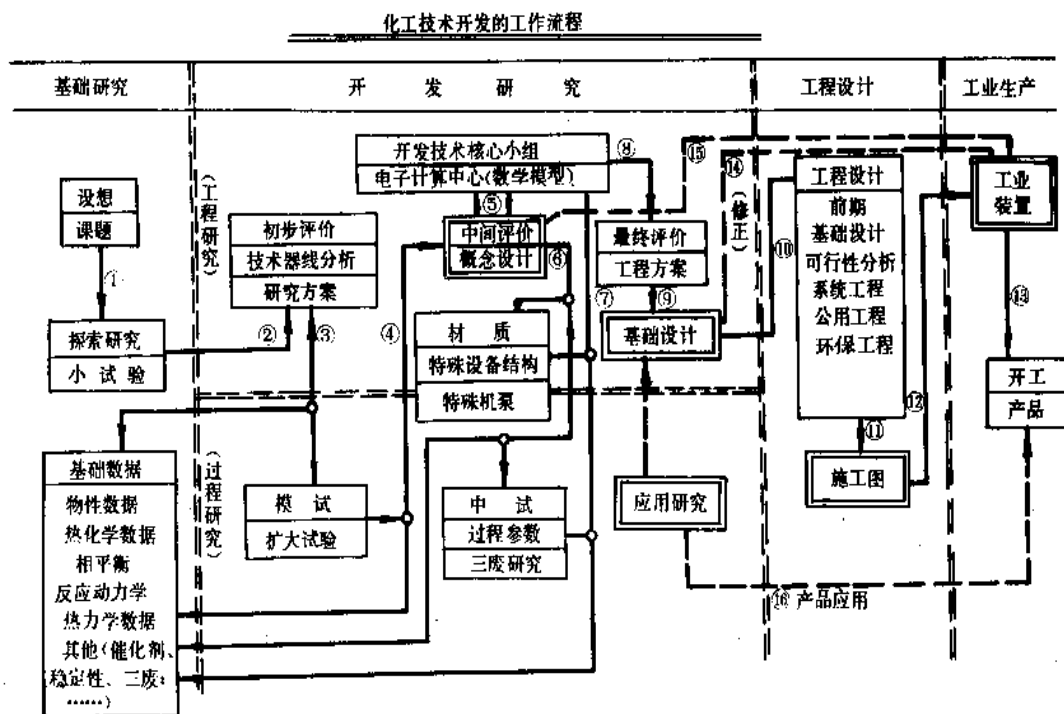 化工技术开发的工作流程
基础研究
开发研究
工程设计
工业生产
(工程研究)
(过程研究)
设想
课题
①
探索研究
小试验
②
初步评价
技术器线分析
研究方案
③
基础数据
物性数据
热化学数据
相平衡
反应动力学
热力学数据
其他(催化剂、
稳定性、三废:
……)
模试
扩大试验
④
开发技术核心小组
电子计算中心(数学模型)
⑤
中间评价
概念设计
⑥
材质
特殊设备结构
特殊机泵
中试
过程参数
三废研究
⑦
⑧
最终评价
工程方案
⑨
基础设计
应用研究
(修正)
⑩
⑭
⑮
工程设计
前期
基础设计
可行性分析
系统工程
公用工程
环保工程
⑪
施工图
⑫
工业
装置
⑬
开工
产品
⑯ 产品应用